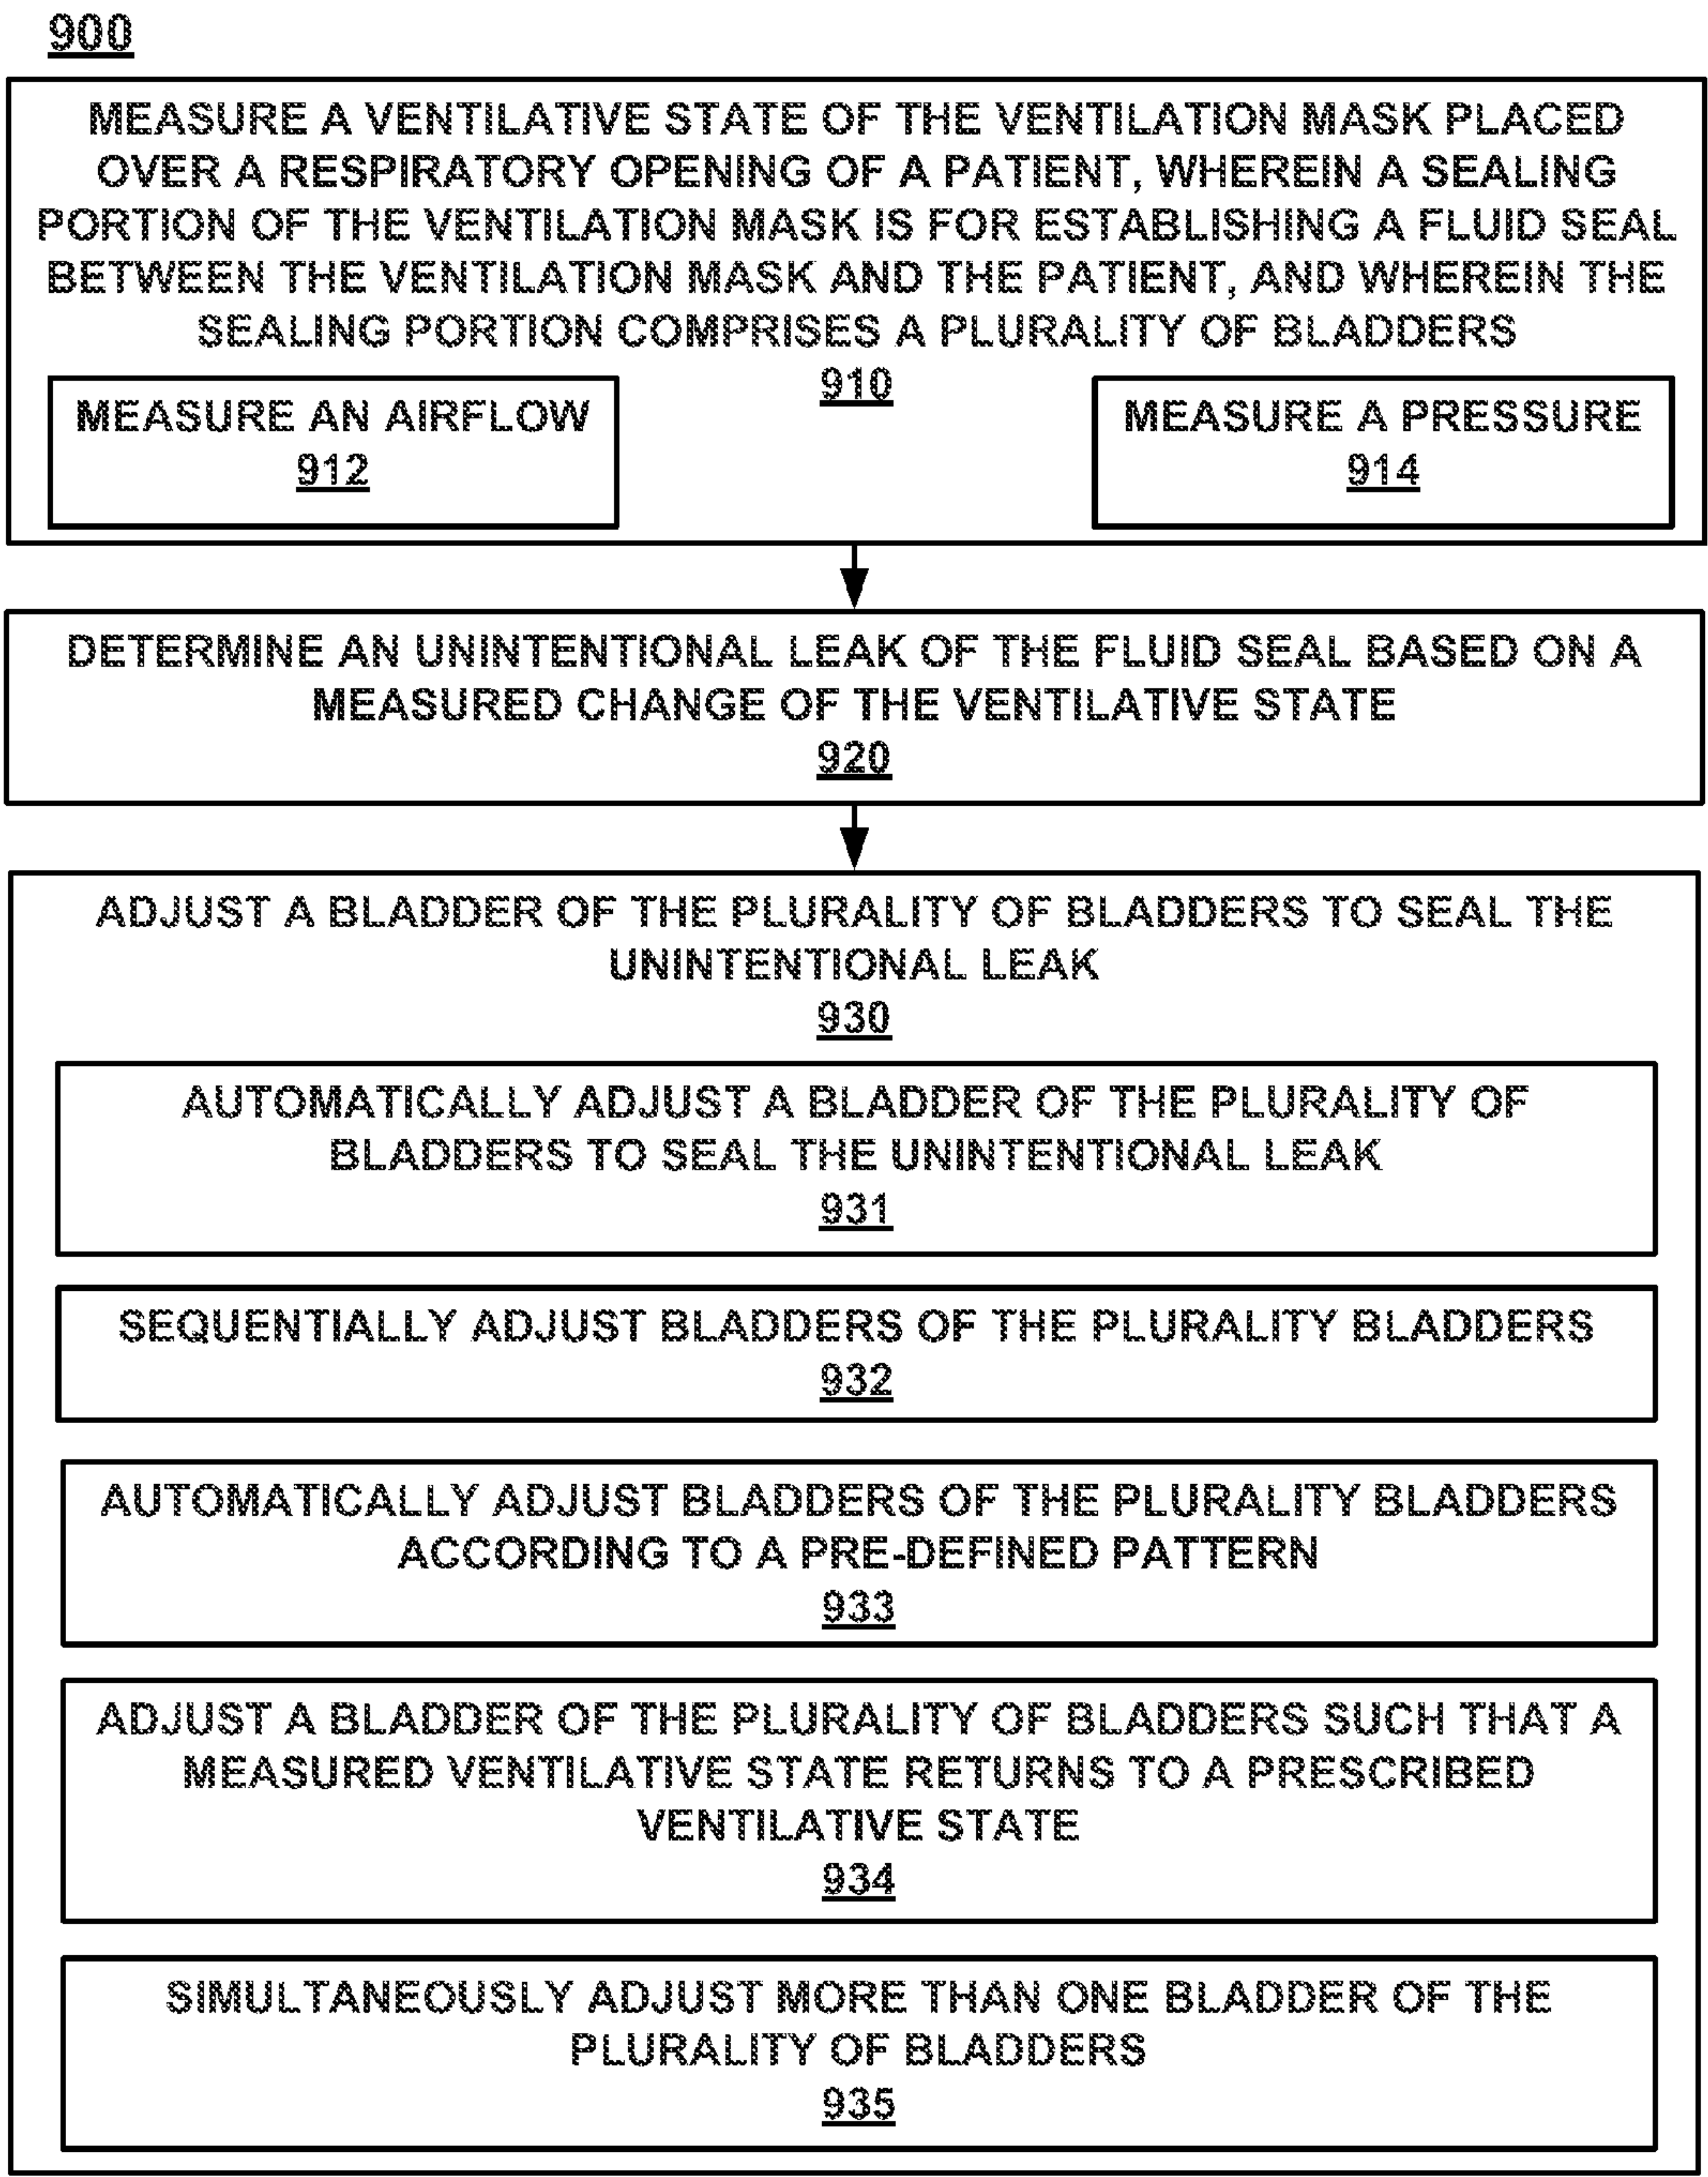 900
MEASURE A VENTILATIVE STATE OF THE VENTILATION MASK PLACED
OVER A RESPIRATORY OPENING OF A PATIENT, WHEREIN A SEALING
PORTION OF THE VENTILATION MASK IS FOR ESTABLISHING A FLUID SEAL
BETWEEN THE VENTILATION MASK AND THE PATIENT, AND WHEREIN THE
SEALING PORTION COMPRISES A PLURALITY OF BLADDERS
910
MEASURE AN AIRFLOW
912
MEASURE A PRESSURE
914
DETERMINE AN UNINTENTIONAL LEAK OF THE FLUID SEAL BASED ON A
MEASURED CHANGE OF THE VENTILATIVE STATE
920
ADJUST A BLADDER OF THE PLURALITY OF BLADDERS TO SEAL THE
UNINTENTIONAL LEAK
930
AUTOMATICALLY ADJUST A BLADDER OF THE PLURALITY OF
BLADDERS TO SEAL THE UNINTENTIONAL LEAK
931
SEQUENTIALLY ADJUST BLADDERS OF THE PLURALITY BLADDERS
932
AUTOMATICALLY ADJUST BLADDERS OF THE PLURALITY BLADDERS
ACCORDING TO A PRE-DEFINED PATTERN
933
ADJUST A BLADDER OF THE PLURALITY OF BLADDERS SUCH THAT A
MEASURED VENTILATIVE STATE RETURNS TO A PRESCRIBED
VENTILATIVE STATE
934
SIMULTANEOUSLY ADJUST MORE THAN ONE BLADDER OF THE
PLURALITY OF BLADDERS
935